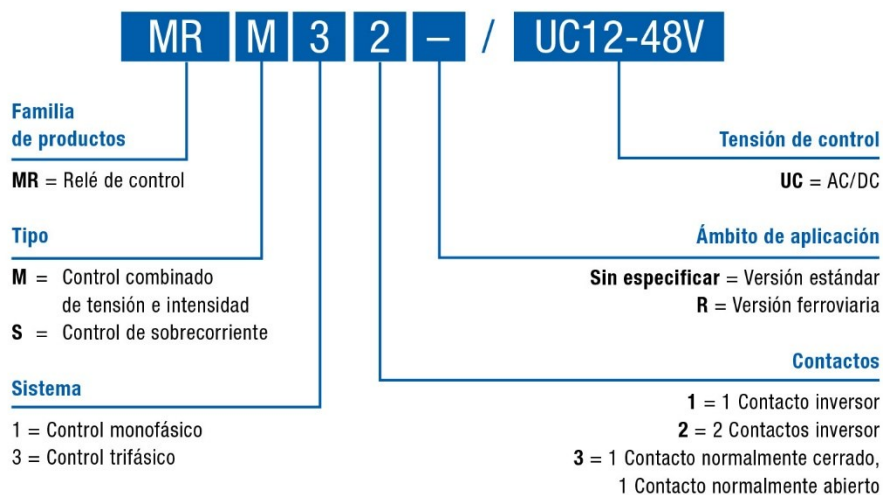 MR M 3 2 – / UC12-48V
Familia
de productos
MR = Relé de control
Tipo
M = Control combinado
de tensión e intensidad
S = Control de sobrecorriente
Sistema
1 = Control monofásico
3 = Control trifásico
Tensión de control
UC = AC/DC
Ámbito de aplicación
Sin especificar = Versión estándar
R = Versión ferroviaria
Contactos
1 = 1 Contacto inversor
2 = 2 Contactos inversor
3 = 1 Contacto normalmente cerrado,
1 Contacto normalmente abierto